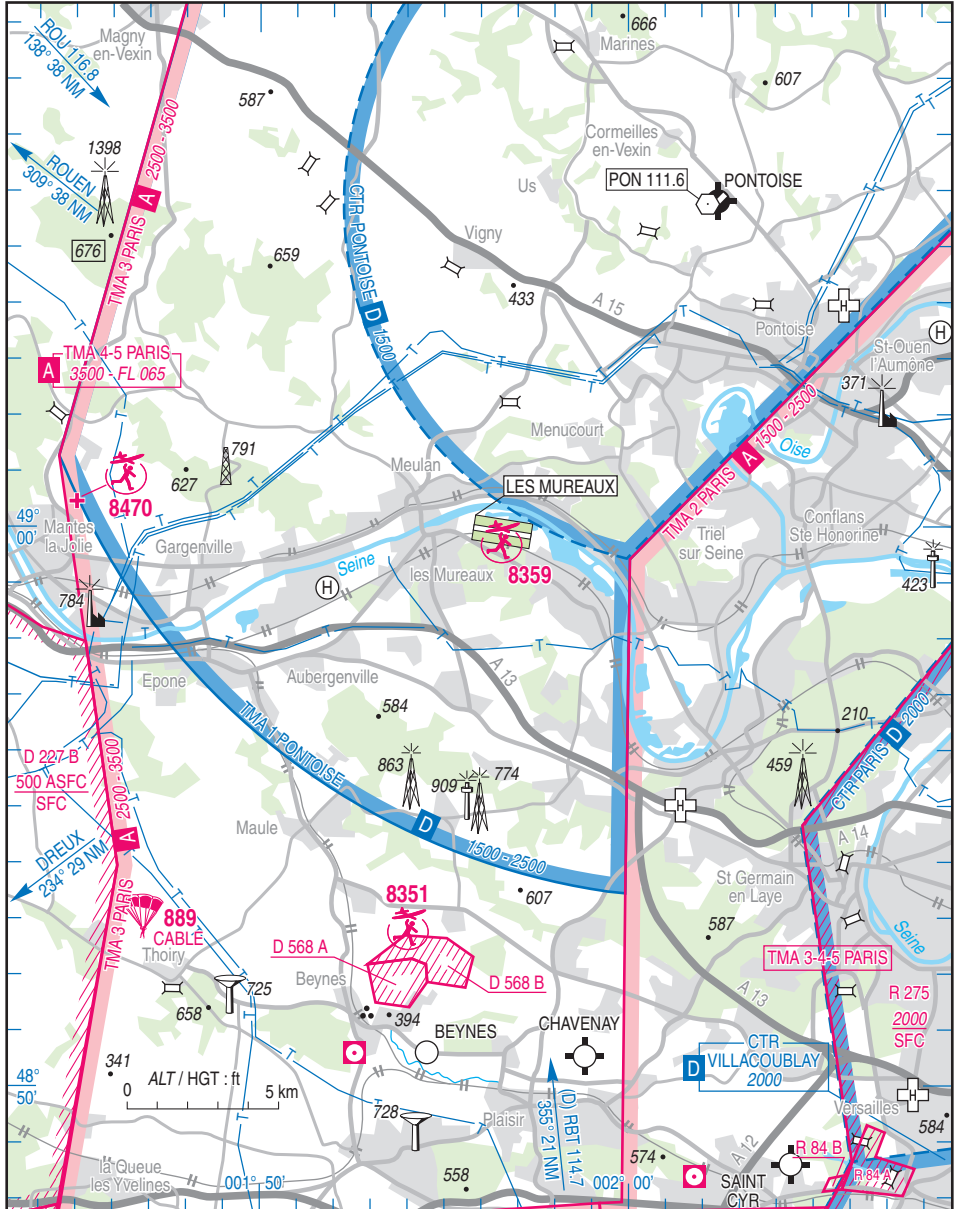 ROU 116.8
138° 38 NM
Magny
en-Vexin
666
Marines
587
607
2500 - 3500
Cormeilles
en-Vexin
1398
ROUEN
309° 38 NM
A
TMA 3 PARIS
676
Us
PON 111.6
PONTOISE
CTR PONTOISE
D
1500
Vigny
659
433
A 15
H
Pontoise
H
St-Ouen
l'Aumône
371
A
TMA 4-5 PARIS
3500 - FL 065
Menucourt
1500 - 2500
A
TMA 2 PARIS
Oise
791
627
Meulan
8470
LES MUREAUX
49°
00'
Mantes
la Jolie
Gargenville
Seine
les Mureaux
8359
Triel
sur Seine
Conflans
Ste Honorine
423
784
H
A 13
Epone
Aubergenville
584
210
TMA 1 PONTOISE
D
1500 - 2500
863
909
774
459
CTR PARIS
D
2000
D 227 B
500 ASFC
SFC
2500 - 3500
A
TMA 3 PARIS
H
Maule
A 14
DREUX
234° 29 NM
607
St Germain
en Laye
587
Seine
889
CABLE
Thoiry
8351
D 568 A
D 568 B
Beynes
TMA 3-4-5 PARIS
725
658
394
A 13
R 275
2000
SFC
BEYNES
CHAVENAY
341
D
CTR
VILLACOUBLAY
2000
48°
50'
ALT / HGT : ft
0
5 km
(D) RBT 114.7
355° 21 NM
H
Versailles
584
728
Plaisir
A 12
574
R 84 B
R 84 A
la Queue
les Yvelines
001° 50'
558
002° 00'
SAINT
CYR